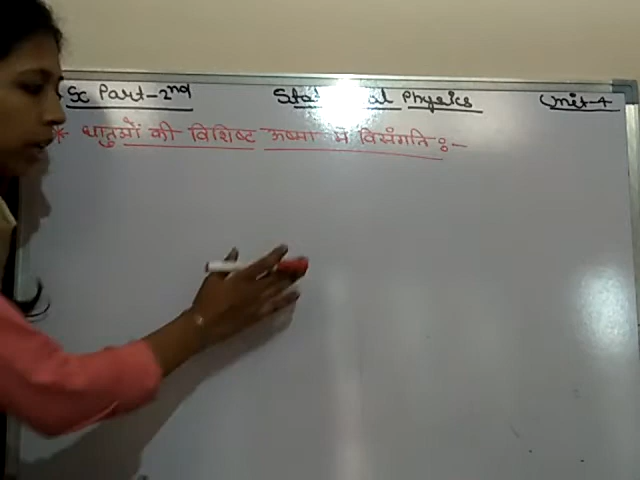 Sc Part-2nd Physics Unit-4
* धातुओं की विशिष्ट ऊष्मा में विसंगति :-